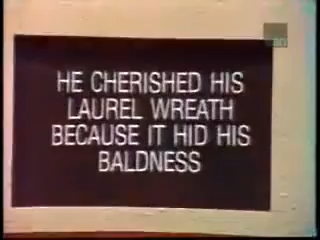 HE CHERISHED HIS
LAUREL WREATH
BECAUSE IT HID HIS
BALDNESS